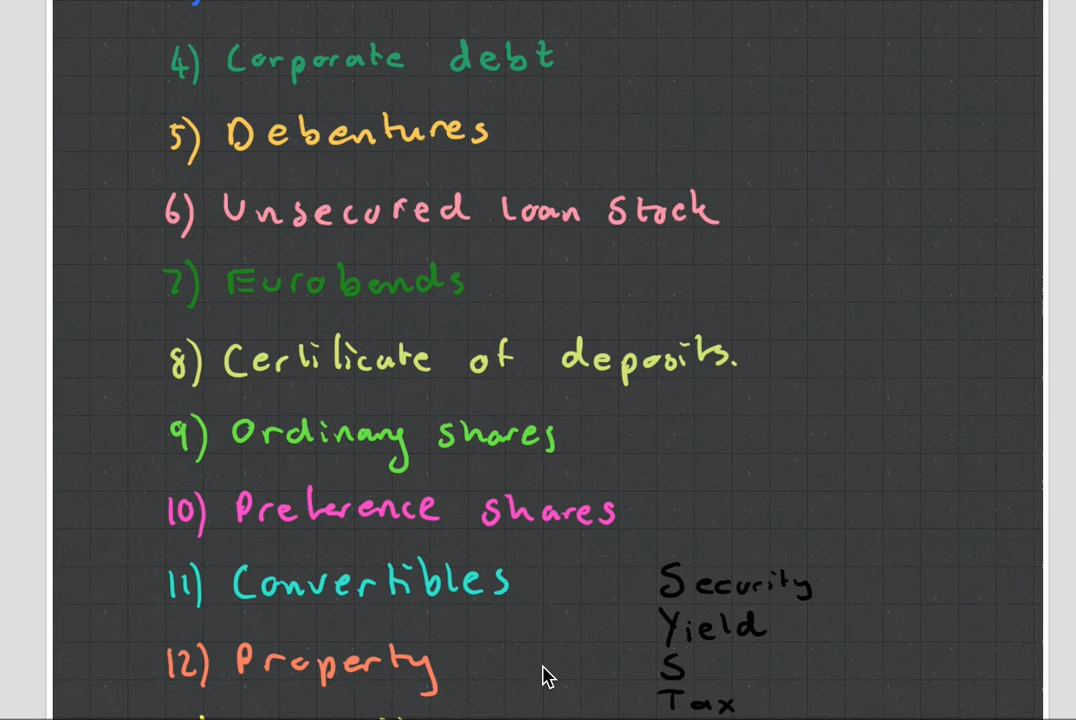 4) Corporate debt
5) Debentures
6) Unsecured loan Stock
7) Eurobonds
8) Certificate of deposits.
9) Ordinary shares
10) Preference shares
11) Convertibles
12) Property
Security
Yield
S
Tax